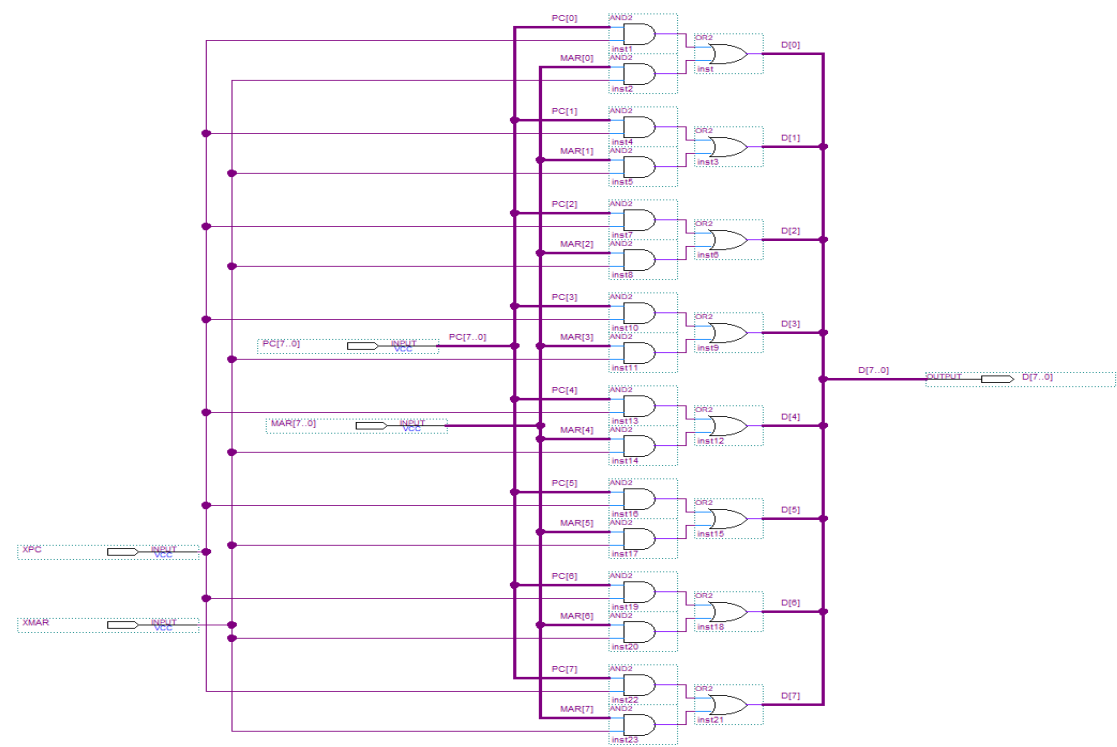 PC[0]
AND2
inst1
OR2
D[0]
MAR[0]
AND2
inst2
inst
PC[1]
AND2
inst4
OR2
D[1]
MAR[1]
AND2
inst5
inst3
PC[2]
AND2
inst7
OR2
D[2]
MAR[2]
AND2
inst8
inst6
PC[3]
AND2
inst10
OR2
D[3]
PC[7..0]
INPUT
VCC
PC[7..0]
MAR[3]
AND2
inst11
inst9
D[7..0]
OUTPUT
D[7..0]
PC[4]
AND2
inst13
OR2
D[4]
MAR[7..0]
INPUT
VCC
MAR[4]
AND2
inst14
inst12
PC[5]
AND2
inst16
OR2
D[5]
MAR[5]
AND2
inst17
inst15
XPC
INPUT
VCC
PC[6]
AND2
inst19
OR2
D[6]
XMAR
INPUT
VCC
MAR[6]
AND2
inst20
inst18
PC[7]
AND2
inst22
OR2
D[7]
MAR[7]
AND2
inst23
inst21